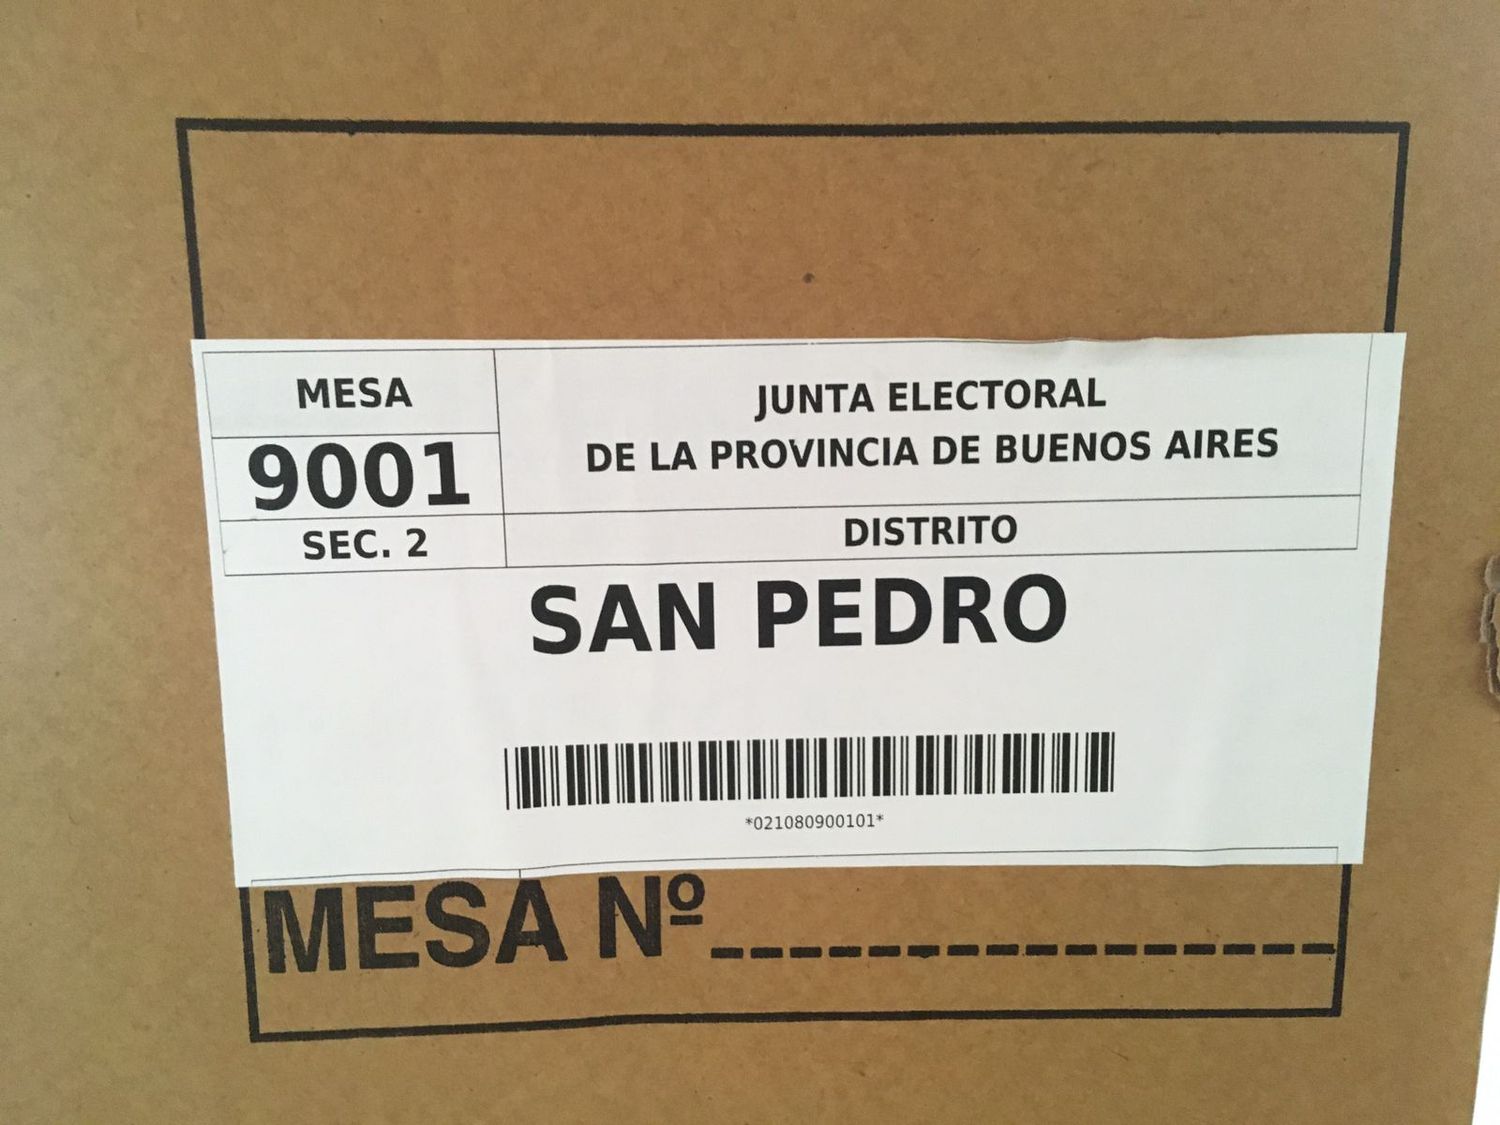 MESA
9001
SEC. 2
JUNTA ELECTORAL
DE LA PROVINCIA DE BUENOS AIRES
DISTRITO
SAN PEDRO
*021080900101*
MESA Nº